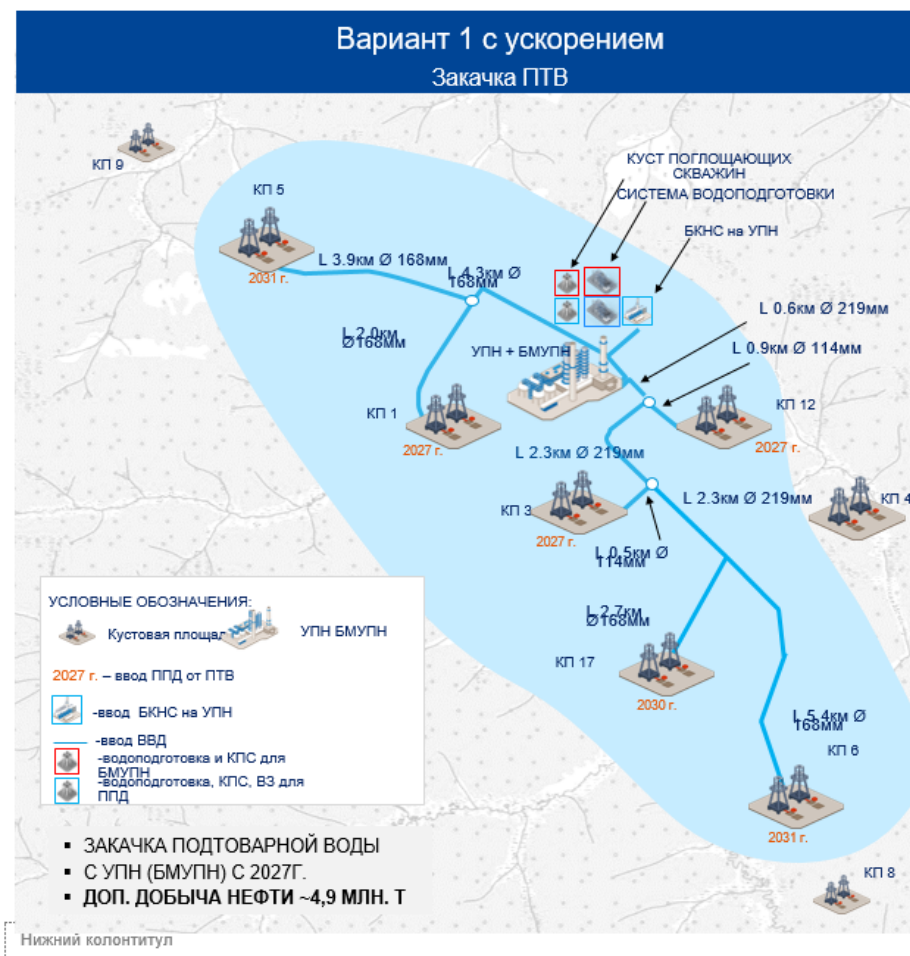 Вариант 1 с ускорением
Закачка ПТВ
КП 9
КП 5
КУСТ ПОГЛОЩАЮЩИХ
СКВАЖИН
СИСТЕМА ВОДОПОДГОТОВКИ
БКНС на УПН
L 3.9км Ø 168мм
2031 г.
L 4.3км Ø
168мм
L 0.6км Ø 219мм
L 2.0км
Ø168мм
УПН + БМУПН
L 0.9км Ø 114мм
КП 1
КП 12
2027 г.
2027 г.
L 2.3км Ø 219мм
L 2.3км Ø 219мм
КП 4
КП 3
2027 г.
L 0.5км Ø
114мм
L 2.7км
Ø168мм
КП 17
2030 г.
L 5.4км Ø
168мм
КП 6
2031 г.
КП 8
УСЛОВНЫЕ ОБОЗНАЧЕНИЯ:
Кустовая площад
УПН БМУПН
2027 г. – ввод ППД от ПТВ
-ввод БКНС на УПН
-ввод ВВД
-водоподготовка и КПС для
БМУПН
-водоподготовка, КПС, ВЗ для
ППД
▪ ЗАКАЧКА ПОДТОВАРНОЙ ВОДЫ
▪ С УПН (БМУПН) С 2027Г.
▪ ДОП. ДОБЫЧА НЕФТИ ~4,9 МЛН. Т
Нижний колонтитул